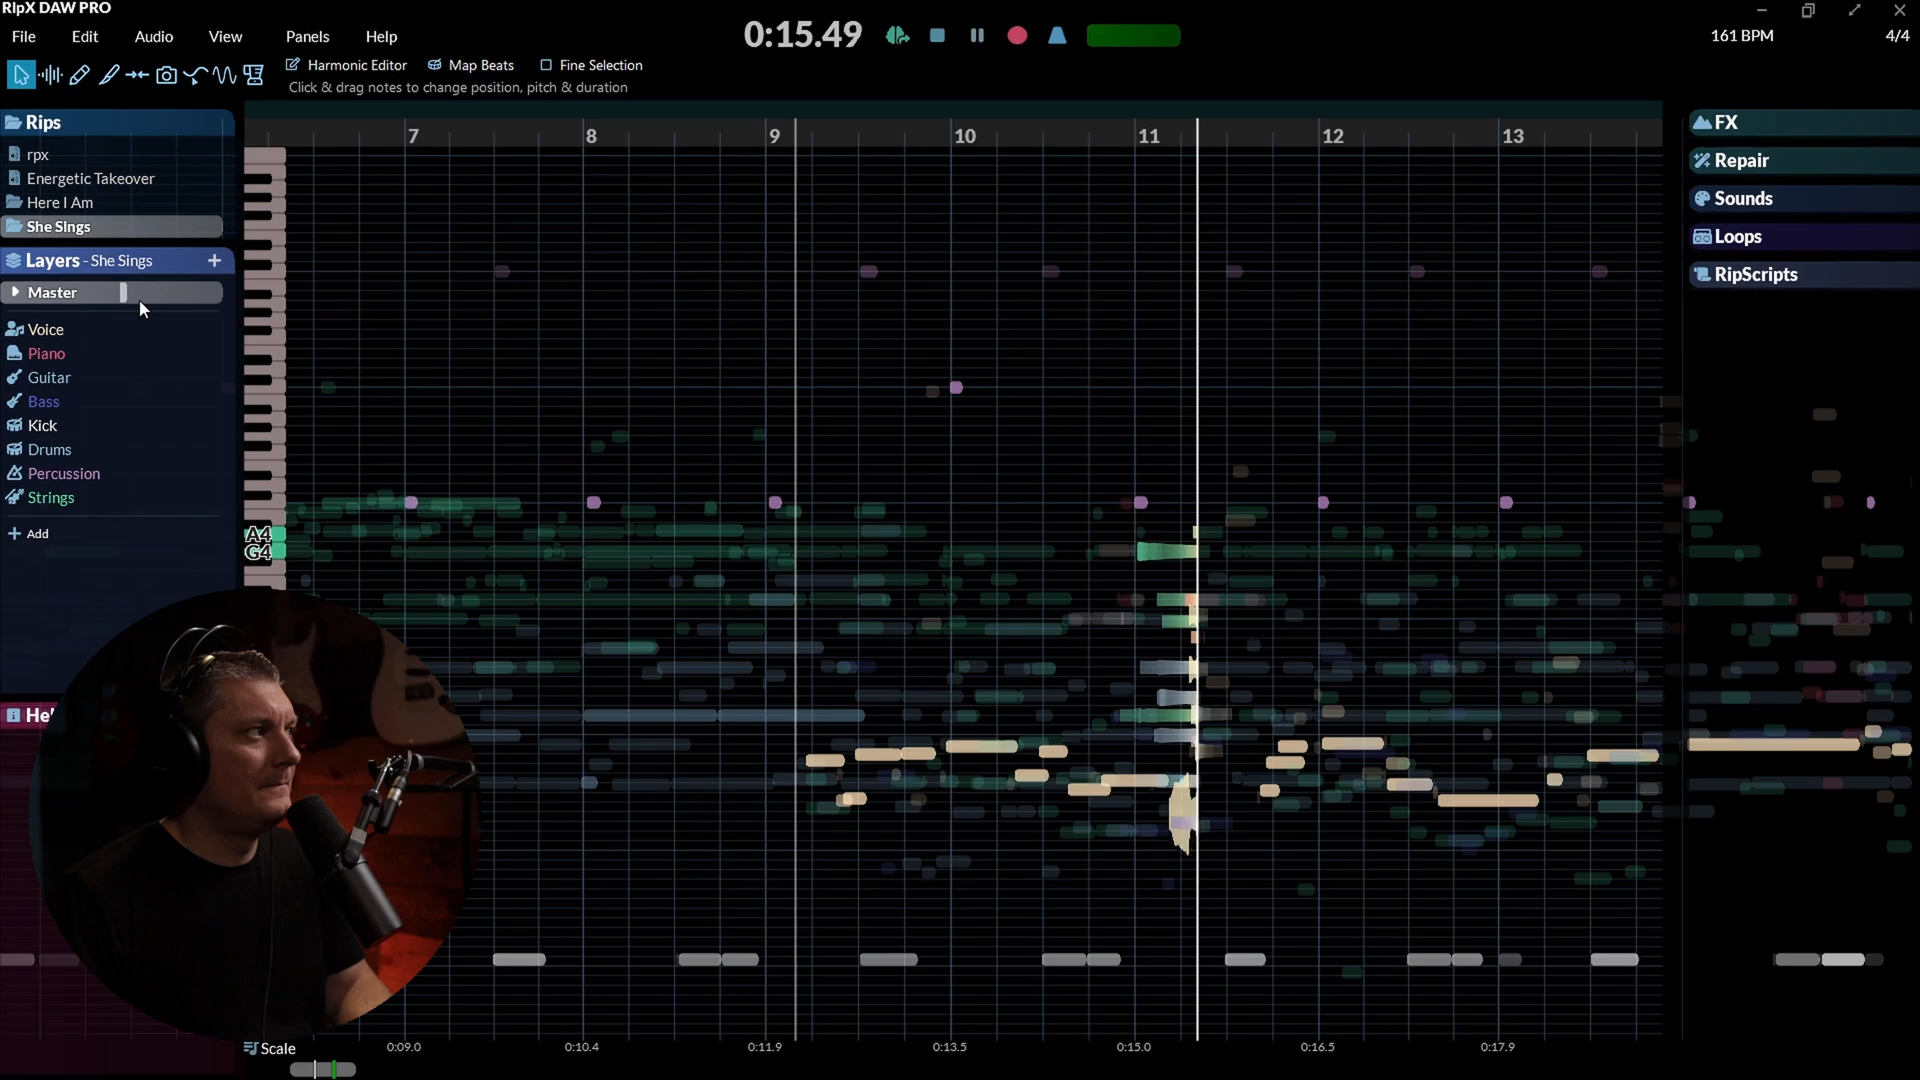 RipX DAW PRO
File Edit Audio View Panels Help
0:15.49
161 BPM 4/4
Harmonic Editor Map Beats Fine Selection
Click & drag notes to change position, pitch & duration
Rips
rpx
Energetic Takeover
Here I Am
She Sings
Layers - She Sings +
Master
Voice
Piano
Guitar
Bass
Kick
Drums
Percussion
Strings
+ Add
7 8 9 10 11 12 13
A4
G4
FX
Repair
Sounds
Loops
RipScripts
Scale
0:09.0 0:10.4 0:11.9 0:13.5 0:15.0 0:16.5 0:17.9